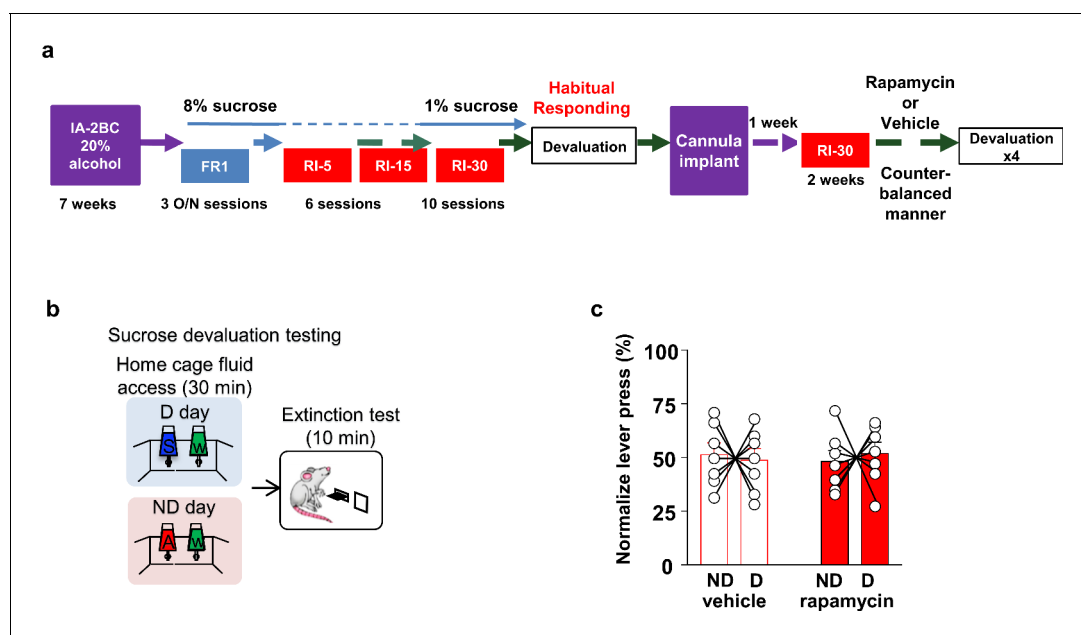 a
8% sucrose
1% sucrose
Habitual
Responding
Rapamycin
or
Vehicle
IA-2BC
20%
alcohol
FR1
RI-5
RI-15
RI-30
Devaluation
Cannula
implant
1 week
RI-30
Devaluation
x4
7 weeks
3 O/N sessions
6 sessions
10 sessions
2 weeks
Counter-
balanced
manner
b
Sucrose devaluation testing
Home cage fluid
access (30 min)
D day
S w
ND day
A w
Extinction test
(10 min)
c
Normalize lever press (%)
100
75
50
25
0
ND D ND D
vehicle rapamycin